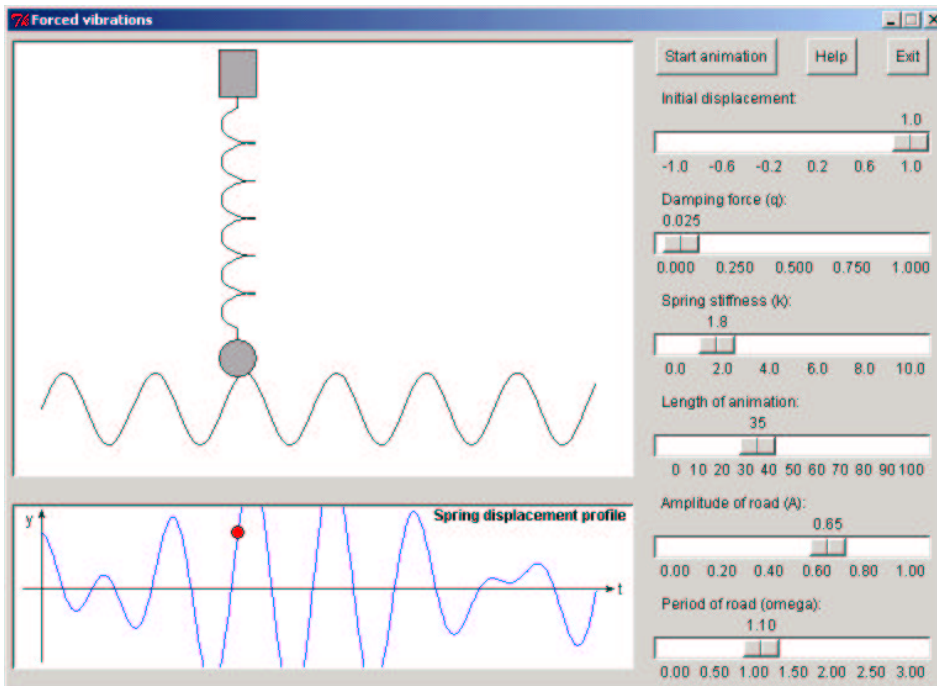 Forced vibrations
Start animation Help Exit
Initial displacement:
1.0
-1.0 -0.6 -0.2 0.2 0.6 1.0
Damping force (q):
0.025
0.000 0.250 0.500 0.750 1.000
Spring stiffness (k):
1.8
0.0 2.0 4.0 6.0 8.0 10.0
Length of animation:
35
0 10 20 30 40 50 60 70 80 90 100
Amplitude of road (A):
0.65
0.00 0.20 0.40 0.60 0.80 1.00
Period of road (omega):
1.10
0.00 0.50 1.00 1.50 2.00 2.50 3.00
Spring displacement profile
y
t